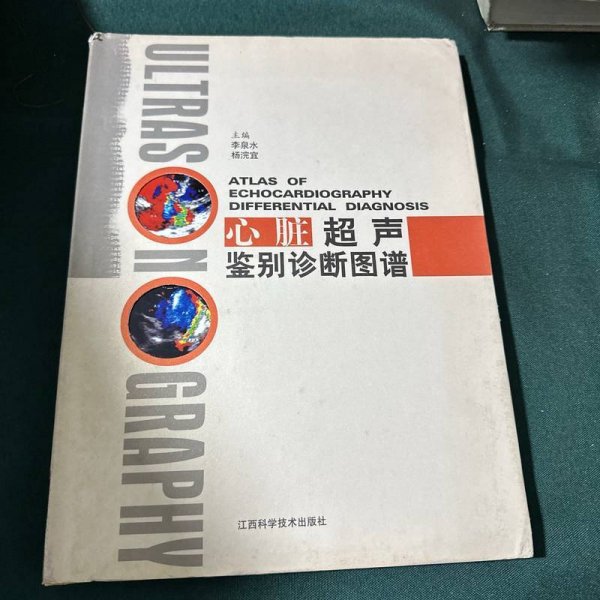 ULTRASONOGRAPHY
主编
李泉水
杨浣宜
ATLAS OF
ECHOCARDIOGRAPHY
DIFFERENTIAL DIAGNOSIS
心脏超声
鉴别诊断图谱
江西科学技术出版社